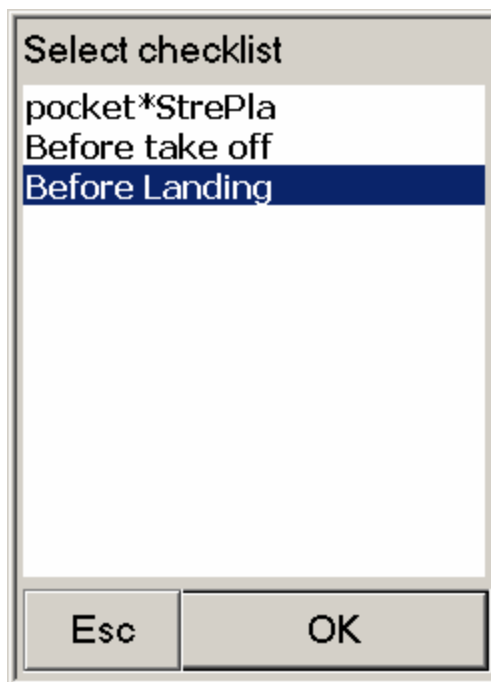 Select checklist
pocket*StrePla
Before take off
Before Landing
Esc
OK